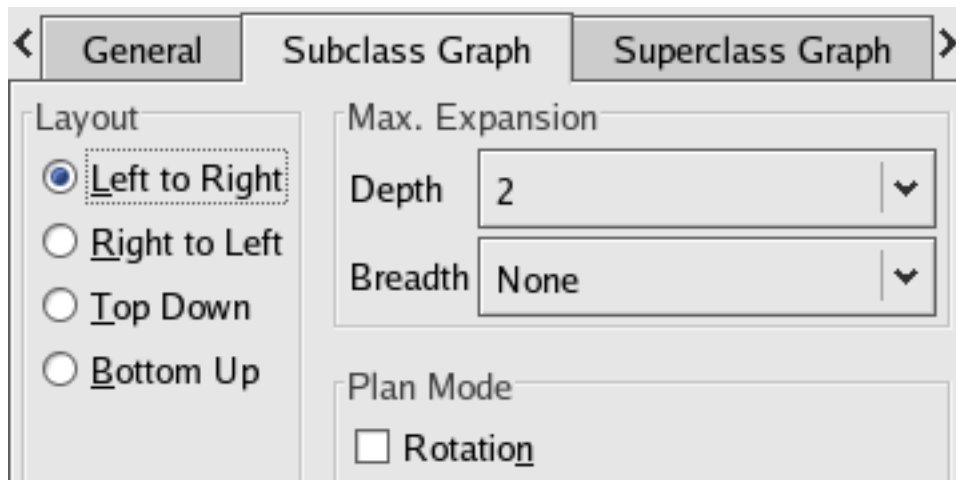 General
Subclass Graph
Superclass Graph
Layout
Left to Right
Right to Left
Top Down
Bottom Up
Max. Expansion
Depth 2
Breadth None
Plan Mode
Rotation